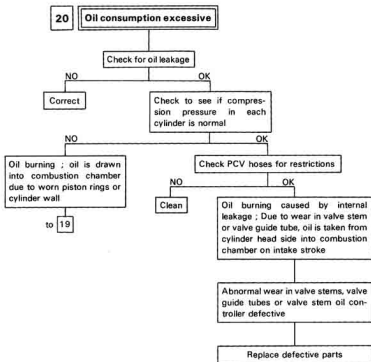 20 Oil consumption excessive
Check for oil leakage
NO OK
Correct
Check to see if compres-
sion pressure in each
cylinder is normal
NO OK
Oil burning ; oil is drawn
into combustion chamber
due to worn piston rings or
cylinder wall
to 19
Check PCV hoses for restrictions
NO OK
Clean
Oil burning caused by internal
leakage ; Due to wear in valve stem
or valve guide tube, oil is taken from
cylinder head side into combustion
chamber on intake stroke
Abnormal wear in valve stems, valve
guide tubes or valve stem oil con-
troller defective
Replace defective parts